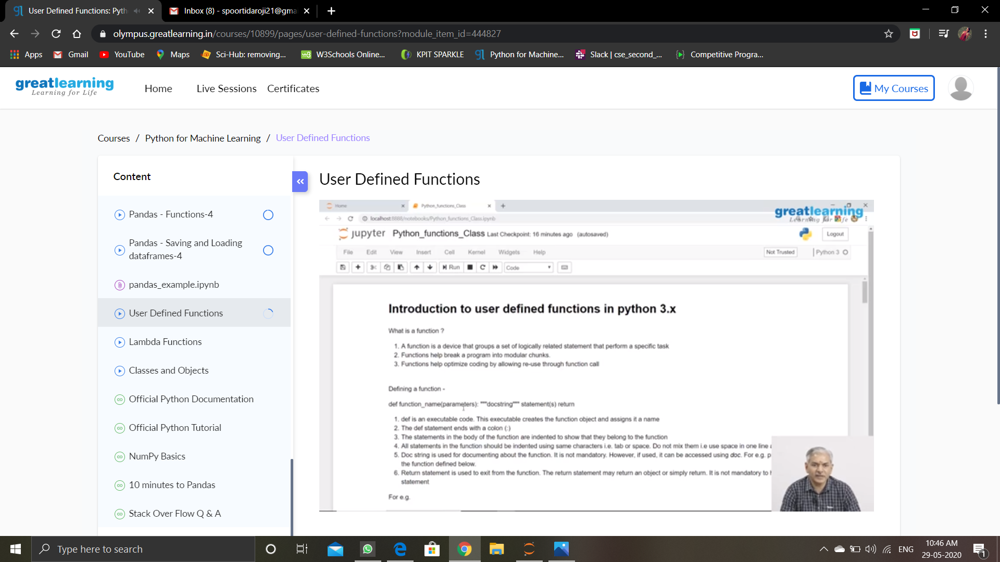 User Defined Functions: Pyth
Inbox (8) - spoortidaroji21@gma
olympus.greatlearning.in/courses/10899/pages/user-defined-functions?module_item_id=444827
Apps Gmail YouTube Maps Sci-Hub: removing... W3Schools Online... KPIT SPARKLE Python for Machine... Slack | cse_second_... Competitive Progra...
greatlearning
Learning for Life
Home Live Sessions Certificates
My Courses
Courses / Python for Machine Learning / User Defined Functions
Content
Pandas - Functions-4
Pandas - Saving and Loading
dataframes-4
pandas_example.ipynb
User Defined Functions
Lambda Functions
Classes and Objects
Official Python Documentation
Official Python Tutorial
NumPy Basics
10 minutes to Pandas
Stack Over Flow Q & A
User Defined Functions
Home Python_functions_Class
localhost:8888/notebooks/Python_functions_Class.ipynb
greatlearning
Learning for Life
jupyter Python_functions_Class Last Checkpoint: 16 minutes ago (autosaved)
Logout
File Edit View Insert Cell Kernel Widgets Help
Not Trusted Python 3
Run Code
Introduction to user defined functions in python 3.x
What is a function ?
1. A function is a device that groups a set of logically related statement that perform a specific task
2. Functions help break a program into modular chunks.
3. Functions help optimize coding by allowing re-use through function call
Defining a function -
def function_name(parameters): """docstring""" statement(s) return
1. def is an executable code. This executable creates the function object and assigns it a name
2. The def statement ends with a colon (:)
3. The statements in the body of the function are indented to show that they belong to the function
4. All statements in the function should be indented using same characters i.e. tab or space. Do not mix them i.e use space in one line
5. Doc string is used for documenting about the function. It is not mandatory. However, if used, it can be accessed using doc. For e.g. p
the function defined below.
6. Return statement is used to exit from the function. The return statement may return an object or simply return. It is not mandatory to
statement
For e.g.
Type here to search
ENG
10:46 AM
29-05-2020
1